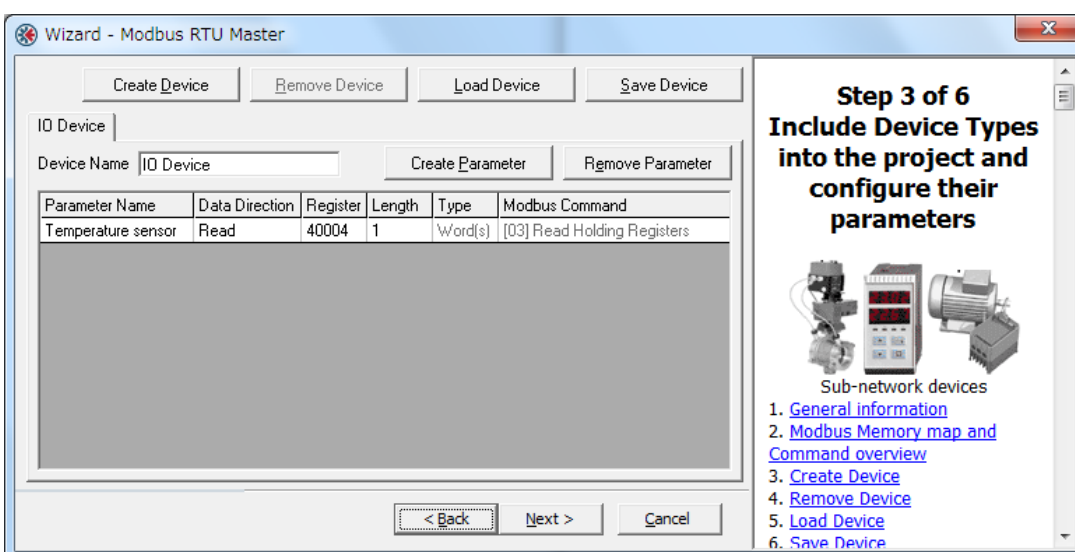 Wizard - Modbus RTU Master
x
Create Device Remove Device Load Device Save Device
IO Device
Device Name IO Device Create Parameter Remove Parameter
Parameter Name Data Direction Register Length Type Modbus Command
Temperature sensor Read 40004 1 Word(s) [03] Read Holding Registers
< Back Next > Cancel
Step 3 of 6
Include Device Types
into the project and
configure their
parameters
Sub-network devices
1. General information
2. Modbus Memory map and
Command overview
3. Create Device
4. Remove Device
5. Load Device
6. Save Device